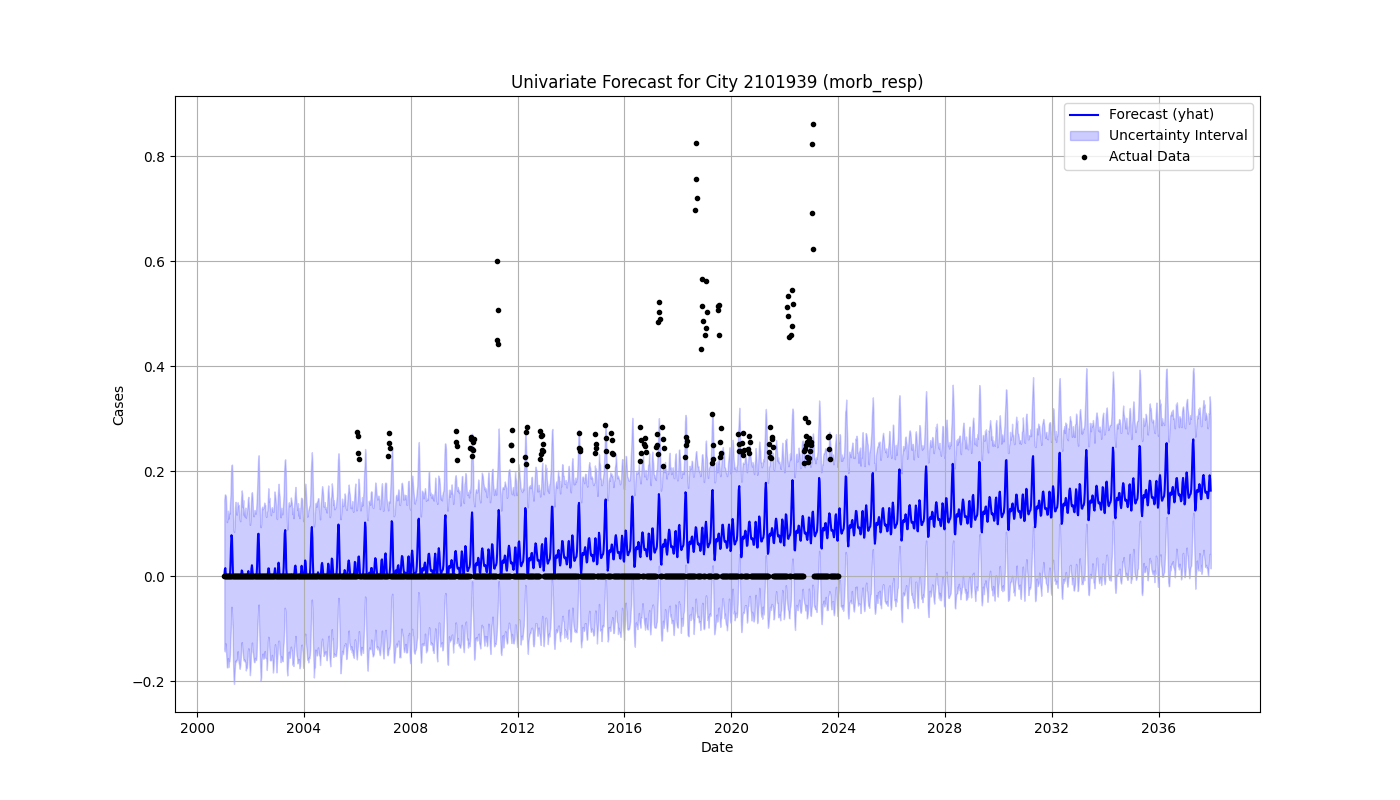 Univariate Forecast for City 2101939 (morb_resp)
Forecast (yhat)
Uncertainty Interval
Actual Data
Cases
0.8
0.6
0.4
0.2
0.0
−0.2
2000 2004 2008 2012 2016 2020 2024 2028 2032 2036
Date